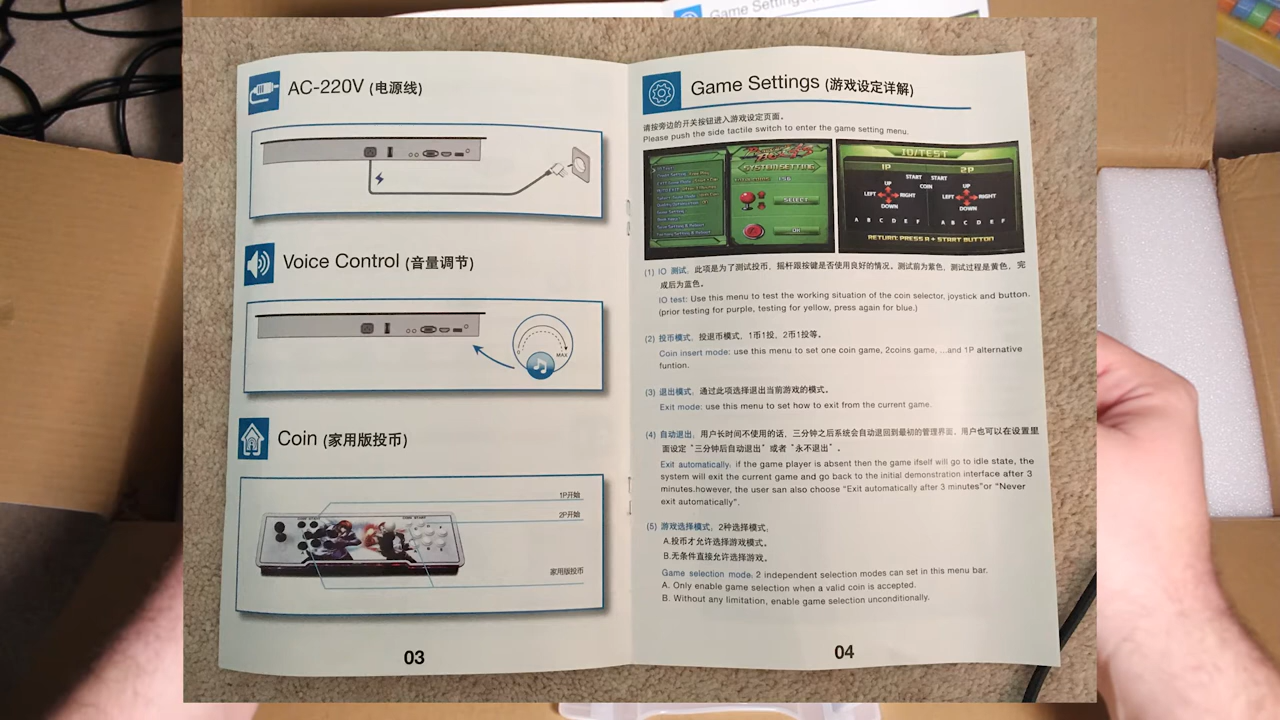 Game Settings
AC-220V (电源线)
Voice Control (音量调节)
0
MAX
Coin (家用版投币)
1P开始
2P开始
家用版投币
03
Game Settings (游戏设定详解)
请按旁边的开关按钮进入游戏设定页面。
Please push the side tactile switch to enter the game setting menu.
SYSTEM SETTING
SELECT
OK
IO/TEST
1P
2P
START START
UP
COIN
UP
LEFT
RIGHT
LEFT
RIGHT
DOWN
DOWN
A B C D E F
A B C D E F
RETURN: PRESS A + START BUTTON
(1) IO 测试，此项是为了测试投币，摇杆跟按键是否使用良好的情况。测试前为紫色，测试过程是黄色，完
成后为蓝色。
IO test: Use this menu to test the working situation of the coin selector, joystick and button.
(prior testing for purple, testing for yellow, press again for blue.)
(2) 投币模式，投退币模式，1币1投，2币1投等。
Coin insert mode: use this menu to set one coin game, 2coins game, ...and 1P alternative
funtion.
(3) 退出模式，通过此项选择退出当前游戏的模式。
Exit mode: use this menu to set how to exit from the current game.
(4) 自动退出，用户长时间不使用的话，三分钟之后系统会自动退回到最初的管理界面。用户也可以在设置里
面设定“三分钟后自动退出”或者“永不退出”。
Exit automatically: if the game player is absent then the game ifself will go to idle state, the
system will exit the current game and go back to the initial demonstration interface after 3
minutes.however, the user san also choose “Exit automatically after 3 minutes”or “Never
exit automatically”.
(5) 游戏选择模式，2种选择模式，
A.投币才允许选择游戏模式。
B.无条件直接允许选择游戏。
Game selection mode: 2 independent selection modes can set in this menu bar.
A. Only enable game selection when a valid coin is accepted.
B. Without any limitation, enable game selection unconditionally.
04